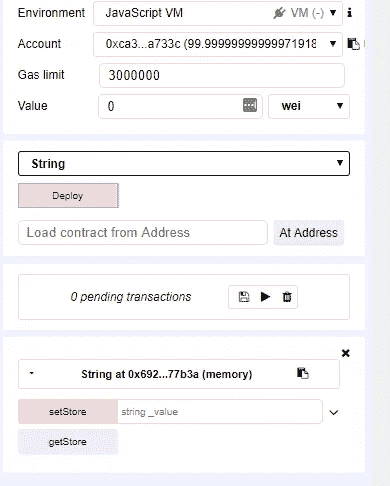 Environment JavaScript VM VM (-)
Account 0xca3...a733c (99.99999999999971918
Gas limit 3000000
Value 0 wei
String
Deploy
Load contract from Address At Address
0 pending transactions
String at 0x692...77b3a (memory)
setStore string _value
getStore